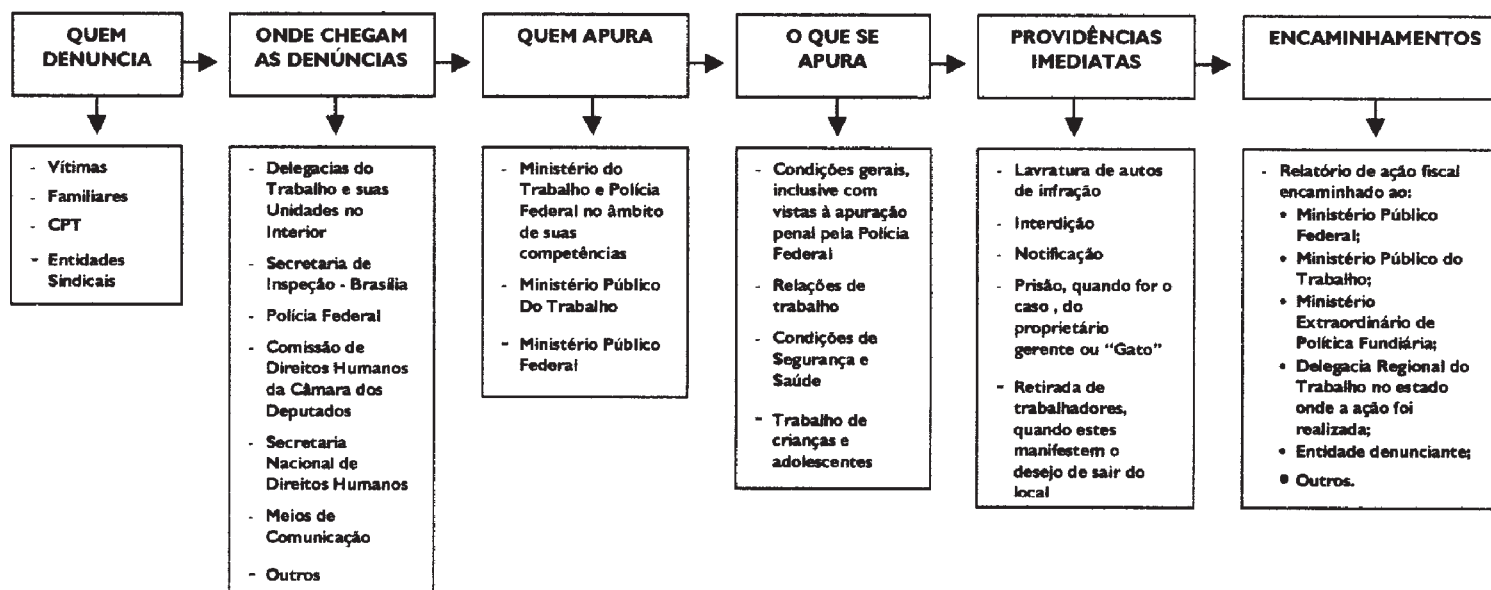 QUEM
DENUNCIA
ONDE CHEGAM
AS DENÚNCIAS
QUEM APURA
O QUE SE
APURA
PROVIDÊNCIAS
IMEDIATAS
ENCAMINHAMENTOS
- Vítimas
- Familiares
- CPT
- Entidades
Sindicais
- Delegacias do
Trabalho e suas
Unidades no
Interior
- Secretaria de
Inspeção - Brasília
- Polícia Federal
- Comissão de
Direitos Humanos
da Câmara dos
Deputados
- Secretaria
Nacional de
Direitos Humanos
- Meios de
Comunicação
- Outros
- Ministério do
Trabalho e Polícia
Federal no âmbito
de suas
competências
- Ministério Público
Do Trabalho
- Ministério Público
Federal
- Condições gerais,
inclusive com
vistas à apuração
penal pela Polícia
Federal
- Relações de
trabalho
- Condições de
Segurança e
Saúde
- Trabalho de
crianças e
adolescentes
- Lavratura de autos
de infração
- Interdição
- Notificação
- Prisão, quando for o
caso , do
proprietário
gerente ou “Gato”
- Retirada de
trabalhadores,
quando estes
manifestem o
desejo de sair do
local
- Relatório de ação fiscal
encaminhado ao:
• Ministério Público
Federal;
• Ministério Público do
Trabalho;
• Ministério
Extraordinário de
Política Fundiária;
• Delegacia Regional do
Trabalho no estado
onde a ação foi
realizada;
• Entidade denunciante;
• Outros.